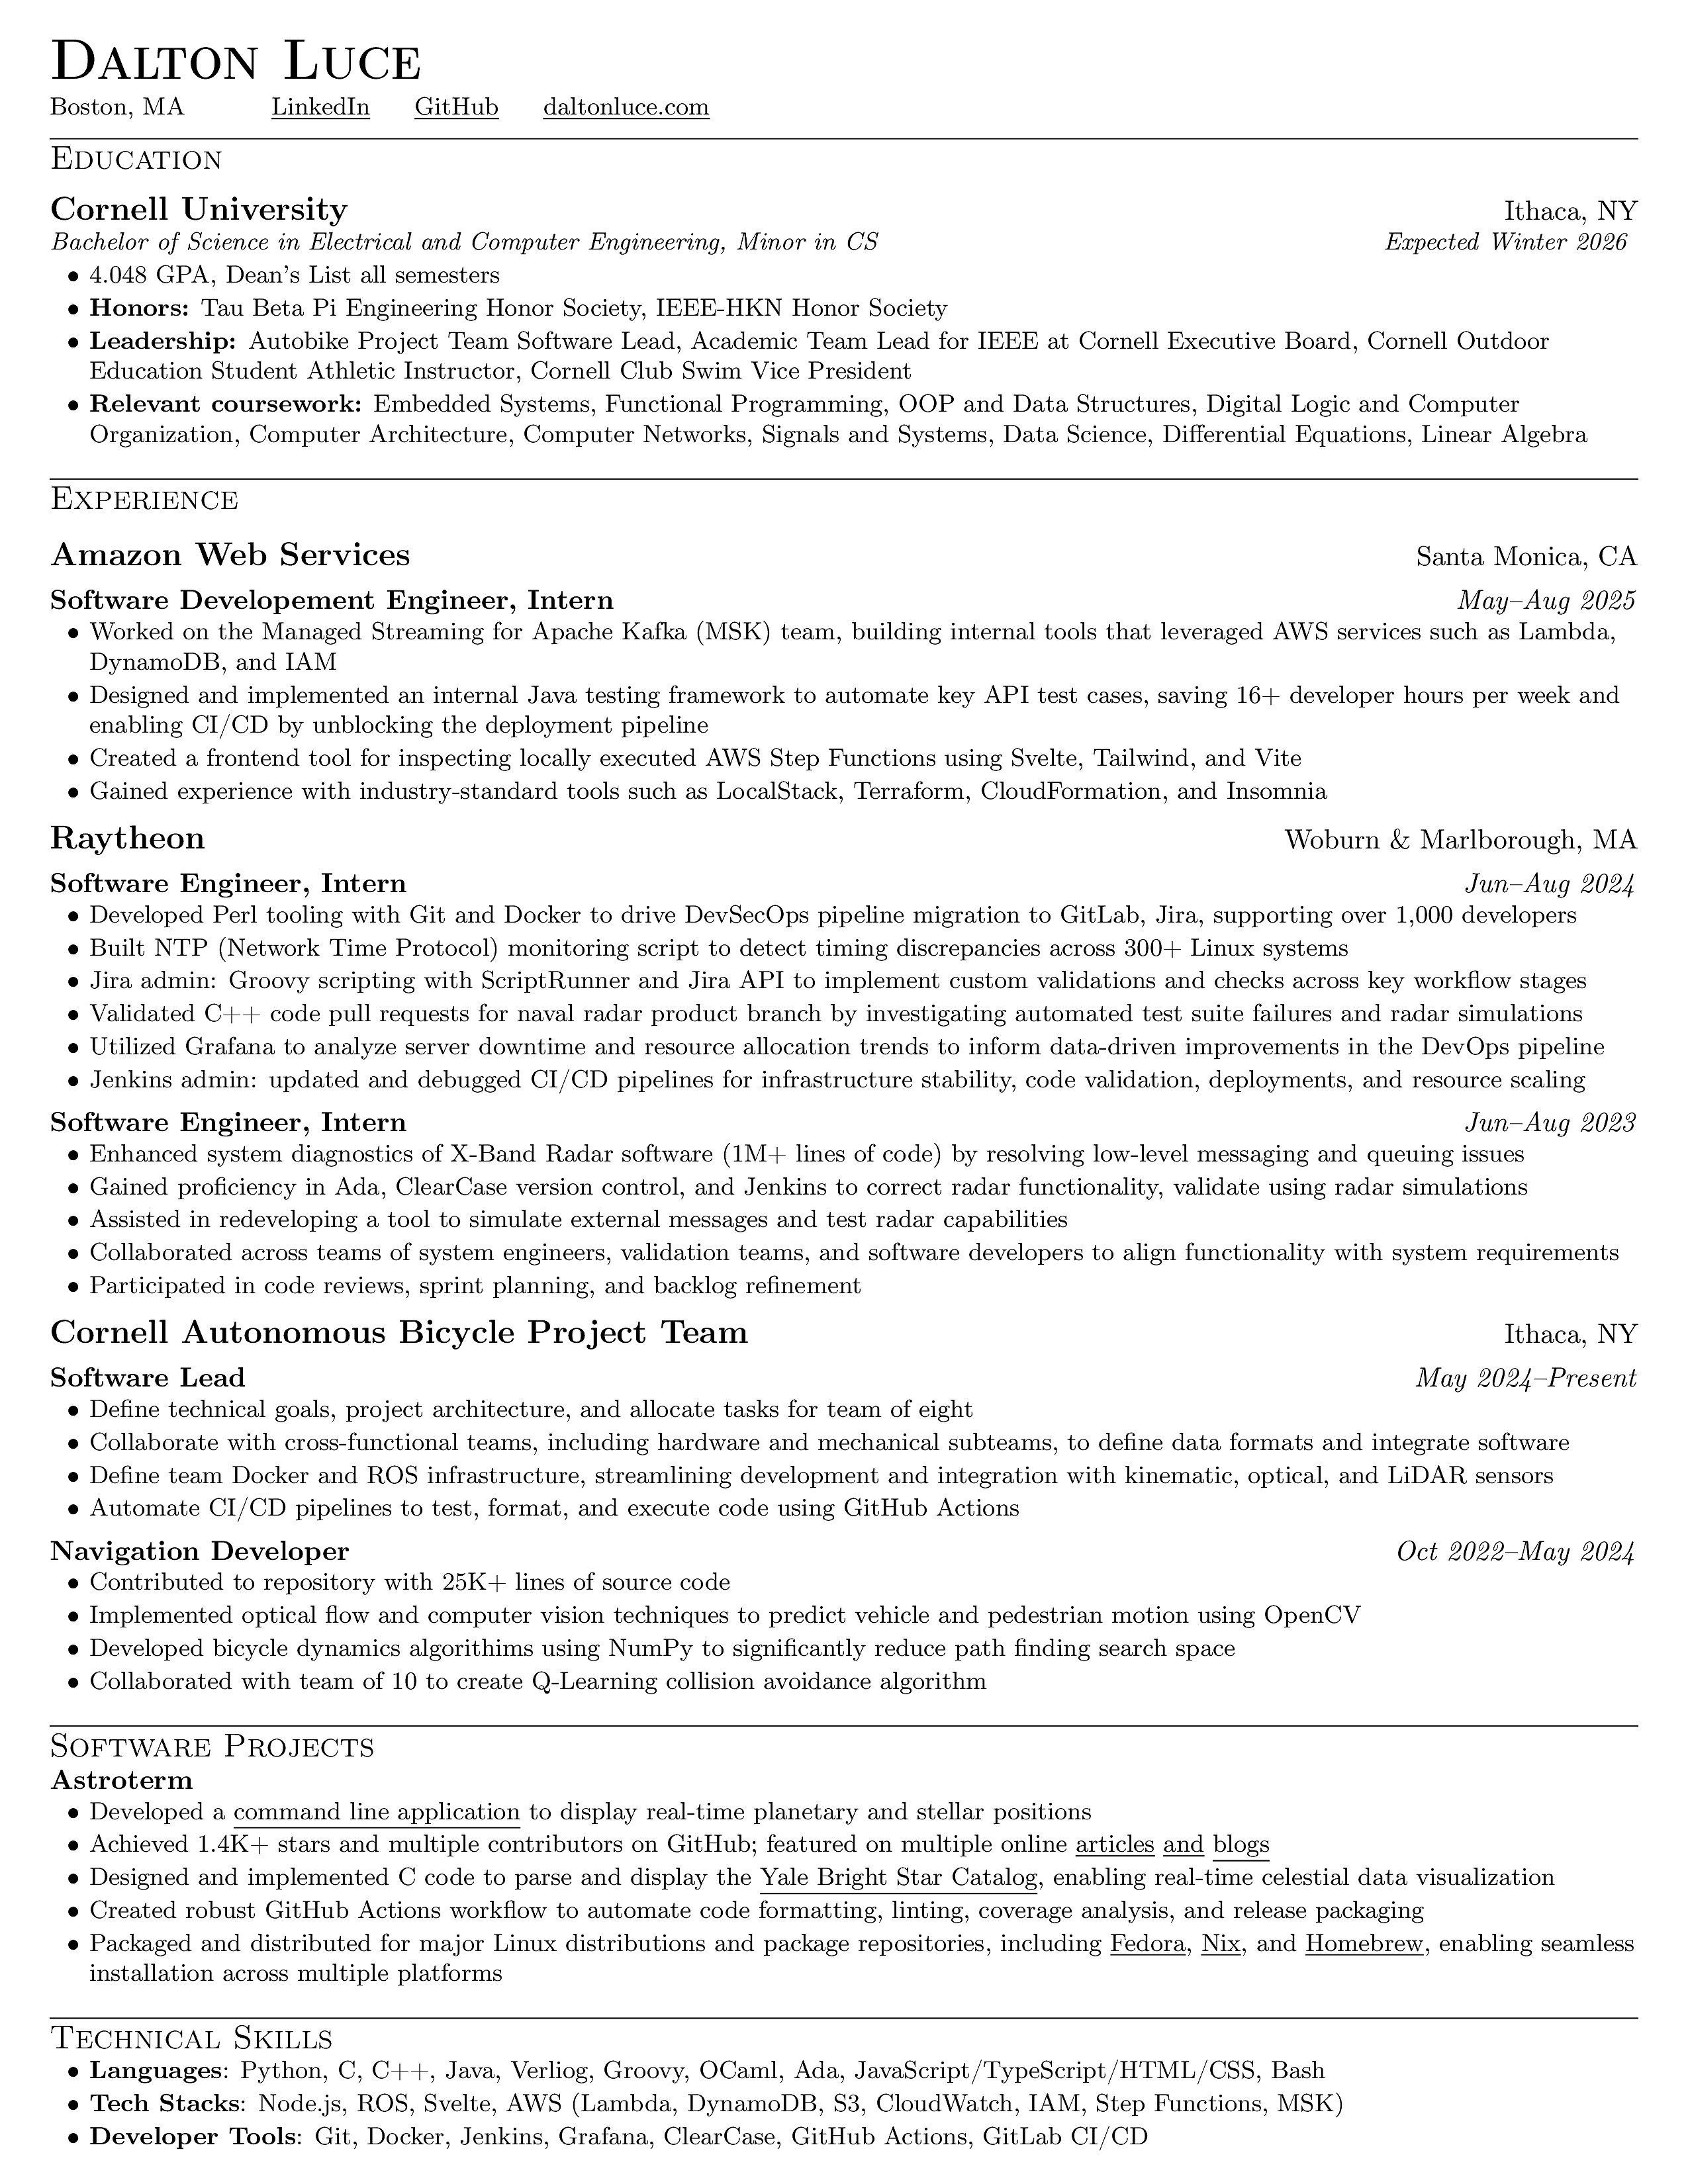 Dalton Luce
Boston, MA LinkedIn GitHub daltonluce.com
Education
Cornell University Ithaca, NY
Bachelor of Science in Electrical and Computer Engineering, Minor in CS Expected Winter 2026
• 4.048 GPA, Dean's List all semesters
• Honors: Tau Beta Pi Engineering Honor Society, IEEE-HKN Honor Society
• Leadership: Autobike Project Team Software Lead, Academic Team Lead for IEEE at Cornell Executive Board, Cornell Outdoor
Education Student Athletic Instructor, Cornell Club Swim Vice President
• Relevant coursework: Embedded Systems, Functional Programming, OOP and Data Structures, Digital Logic and Computer
Organization, Computer Architecture, Computer Networks, Signals and Systems, Data Science, Differential Equations, Linear Algebra
Experience
Amazon Web Services Santa Monica, CA
Software Developement Engineer, Intern May–Aug 2025
• Worked on the Managed Streaming for Apache Kafka (MSK) team, building internal tools that leveraged AWS services such as Lambda,
DynamoDB, and IAM
• Designed and implemented an internal Java testing framework to automate key API test cases, saving 16+ developer hours per week and
enabling CI/CD by unblocking the deployment pipeline
• Created a frontend tool for inspecting locally executed AWS Step Functions using Svelte, Tailwind, and Vite
• Gained experience with industry-standard tools such as LocalStack, Terraform, CloudFormation, and Insomnia
Raytheon Woburn & Marlborough, MA
Software Engineer, Intern Jun–Aug 2024
• Developed Perl tooling with Git and Docker to drive DevSecOps pipeline migration to GitLab, Jira, supporting over 1,000 developers
• Built NTP (Network Time Protocol) monitoring script to detect timing discrepancies across 300+ Linux systems
• Jira admin: Groovy scripting with ScriptRunner and Jira API to implement custom validations and checks across key workflow stages
• Validated C++ code pull requests for naval radar product branch by investigating automated test suite failures and radar simulations
• Utilized Grafana to analyze server downtime and resource allocation trends to inform data-driven improvements in the DevOps pipeline
• Jenkins admin: updated and debugged CI/CD pipelines for infrastructure stability, code validation, deployments, and resource scaling
Software Engineer, Intern Jun–Aug 2023
• Enhanced system diagnostics of X-Band Radar software (1M+ lines of code) by resolving low-level messaging and queuing issues
• Gained proficiency in Ada, ClearCase version control, and Jenkins to correct radar functionality, validate using radar simulations
• Assisted in redeveloping a tool to simulate external messages and test radar capabilities
• Collaborated across teams of system engineers, validation teams, and software developers to align functionality with system requirements
• Participated in code reviews, sprint planning, and backlog refinement
Cornell Autonomous Bicycle Project Team Ithaca, NY
Software Lead May 2024–Present
• Define technical goals, project architecture, and allocate tasks for team of eight
• Collaborate with cross-functional teams, including hardware and mechanical subteams, to define data formats and integrate software
• Define team Docker and ROS infrastructure, streamlining development and integration with kinematic, optical, and LiDAR sensors
• Automate CI/CD pipelines to test, format, and execute code using GitHub Actions
Navigation Developer Oct 2022–May 2024
• Contributed to repository with 25K+ lines of source code
• Implemented optical flow and computer vision techniques to predict vehicle and pedestrian motion using OpenCV
• Developed bicycle dynamics algorithims using NumPy to significantly reduce path finding search space
• Collaborated with team of 10 to create Q-Learning collision avoidance algorithm
Software Projects
Astroterm
• Developed a command line application to display real-time planetary and stellar positions
• Achieved 1.4K+ stars and multiple contributors on GitHub; featured on multiple online articles and blogs
• Designed and implemented C code to parse and display the Yale Bright Star Catalog, enabling real-time celestial data visualization
• Created robust GitHub Actions workflow to automate code formatting, linting, coverage analysis, and release packaging
• Packaged and distributed for major Linux distributions and package repositories, including Fedora, Nix, and Homebrew, enabling seamless
installation across multiple platforms
Technical Skills
• Languages: Python, C, C++, Java, Verliog, Groovy, OCaml, Ada, JavaScript/TypeScript/HTML/CSS, Bash
• Tech Stacks: Node.js, ROS, Svelte, AWS (Lambda, DynamoDB, S3, CloudWatch, IAM, Step Functions, MSK)
• Developer Tools: Git, Docker, Jenkins, Grafana, ClearCase, GitHub Actions, GitLab CI/CD